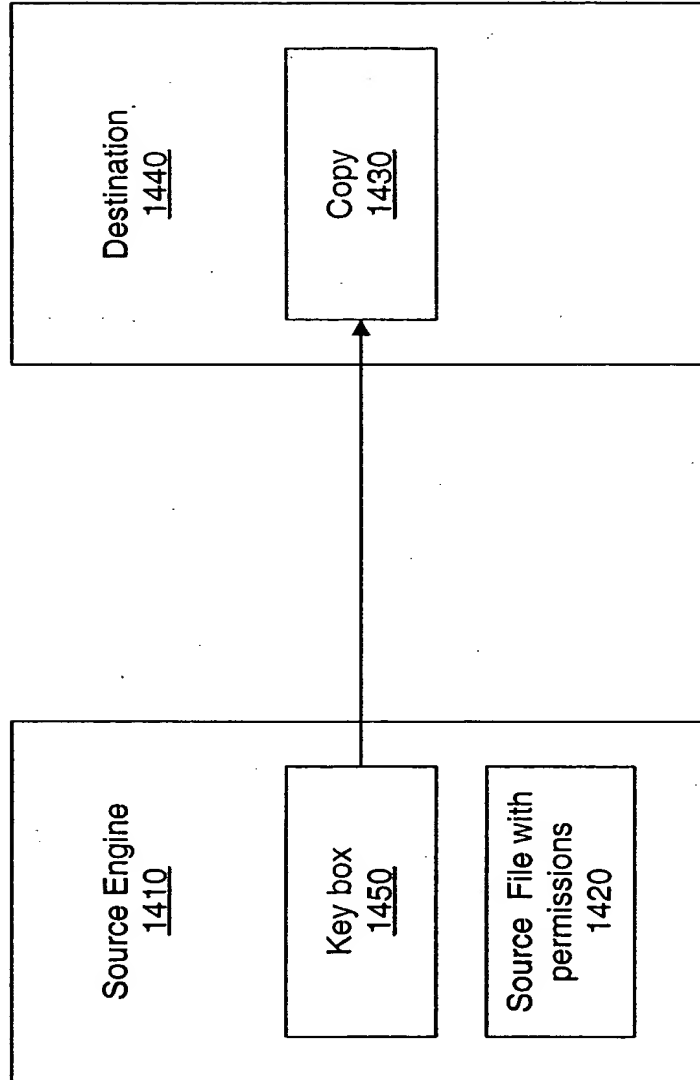 Source Engine
1410
Key box
1450
Source File with
permissions
1420
Destination
1440
Copy
1430